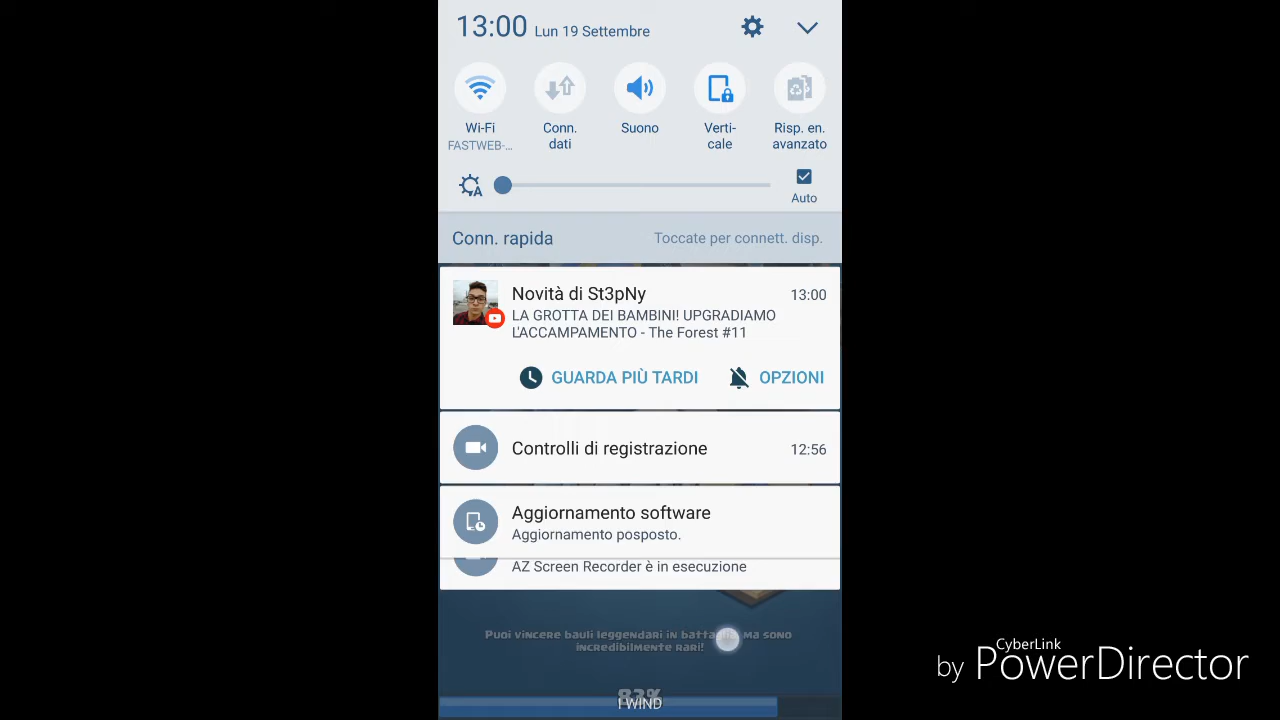 13:00 Lun 19 Settembre
Wi-Fi
FASTWEB-...
Conn.
dati
Suono
Verti-
cale
Risp. en.
avanzato
A
Auto
Conn. rapida
Toccate per connett. disp.
Novità di St3pNy
13:00
LA GROTTA DEI BAMBINI! UPGRADIAMO
L'ACCAMPAMENTO - The Forest #11
GUARDA PIÙ TARDI
OPZIONI
Controlli di registrazione
12:56
Aggiornamento software
Aggiornamento posposto.
AZ Screen Recorder è in esecuzione
Puoi vincere bauli leggendari in battaglia, ma sono
incredibilmente rari!
83%
I WIND
CyberLink
by PowerDirector